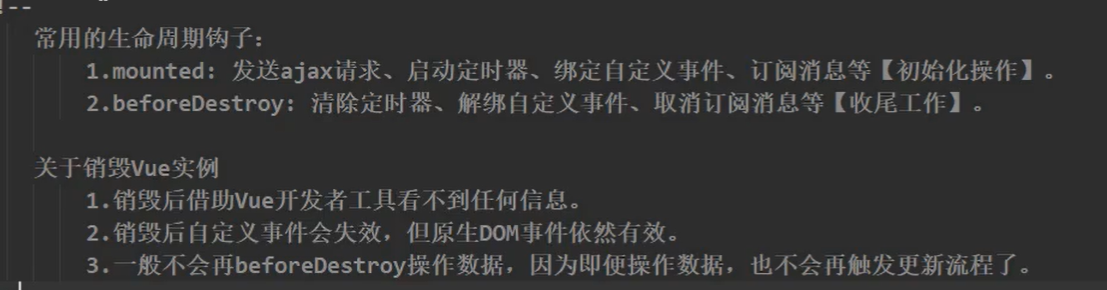 !--
常用的生命周期钩子：
1.mounted: 发送ajax请求、启动定时器、绑定自定义事件、订阅消息等【初始化操作】。
2.beforeDestroy: 清除定时器、解绑自定义事件、取消订阅消息等【收尾工作】。
关于销毁Vue实例
1.销毁后借助Vue开发者工具看不到任何信息。
2.销毁后自定义事件会失效，但原生DOM事件依然有效。
3.一般不会再beforeDestroy操作数据，因为即便操作数据，也不会再触发更新流程了。